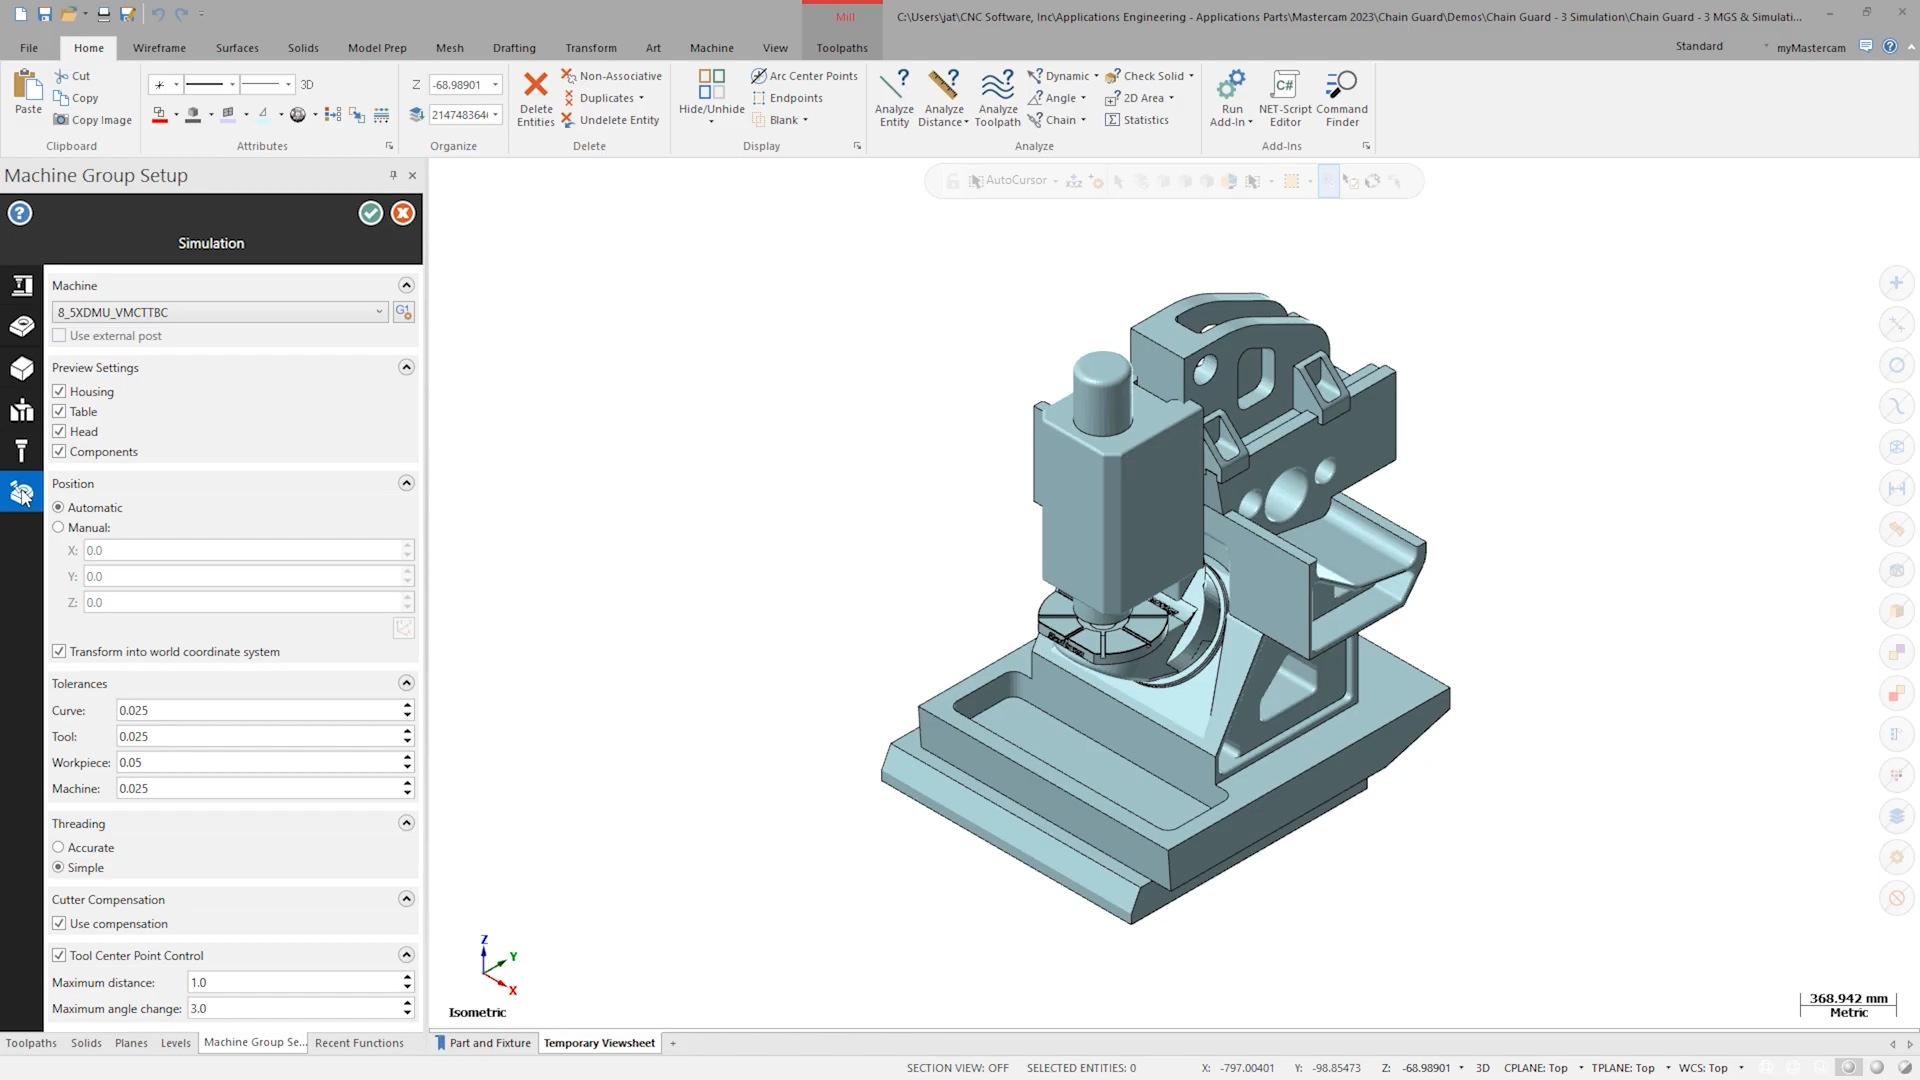 Mill
C:\Users\jat\CNC Software, Inc\Applications Engineering - Applications Parts\Mastercam 2023\Chain Guard\Demos\Chain Guard - 3 Simulation\Chain Guard - 3 MGS & Simulati...
File Home Wireframe Surfaces Solids Model Prep Mesh Drafting Transform Art Machine View Toolpaths
Standard myMastercam
Paste
Cut
Copy
Copy Image
Clipboard
3D
Attributes
Z -68.98901
214748364
Organize
Delete Entities
Non-Associative
Duplicates
Undelete Entity
Delete
Hide/Unhide
Arc Center Points
Endpoints
Blank
Display
Analyze Entity
Analyze Distance
Analyze Toolpath
Dynamic
Angle
Chain
Check Solid
2D Area
Statistics
Analyze
Run Add-In
C#
NET-Script Editor
Command Finder
Add-Ins
Machine Group Setup
AutoCursor
Simulation
Machine
8_5XDMU_VMCTTBC
G1
Use external post
Preview Settings
Housing
Table
Head
Components
Position
Automatic
Manual:
X: 0.0
Y: 0.0
Z: 0.0
Transform into world coordinate system
Tolerances
Curve: 0.025
Tool: 0.025
Workpiece: 0.05
Machine: 0.025
Threading
Accurate
Simple
Cutter Compensation
Use compensation
Tool Center Point Control
Maximum distance: 1.0
Maximum angle change: 3.0
Z
Y
X
Isometric
368.942 mm
Metric
Toolpaths Solids Planes Levels Machine Group Se... Recent Functions
Part and Fixture Temporary Viewsheet +
SECTION VIEW: OFF SELECTED ENTITIES: 0 X: -797.00401 Y: -98.85473 Z: -68.98901 3D CPLANE: Top TPLANE: Top WCS: Top